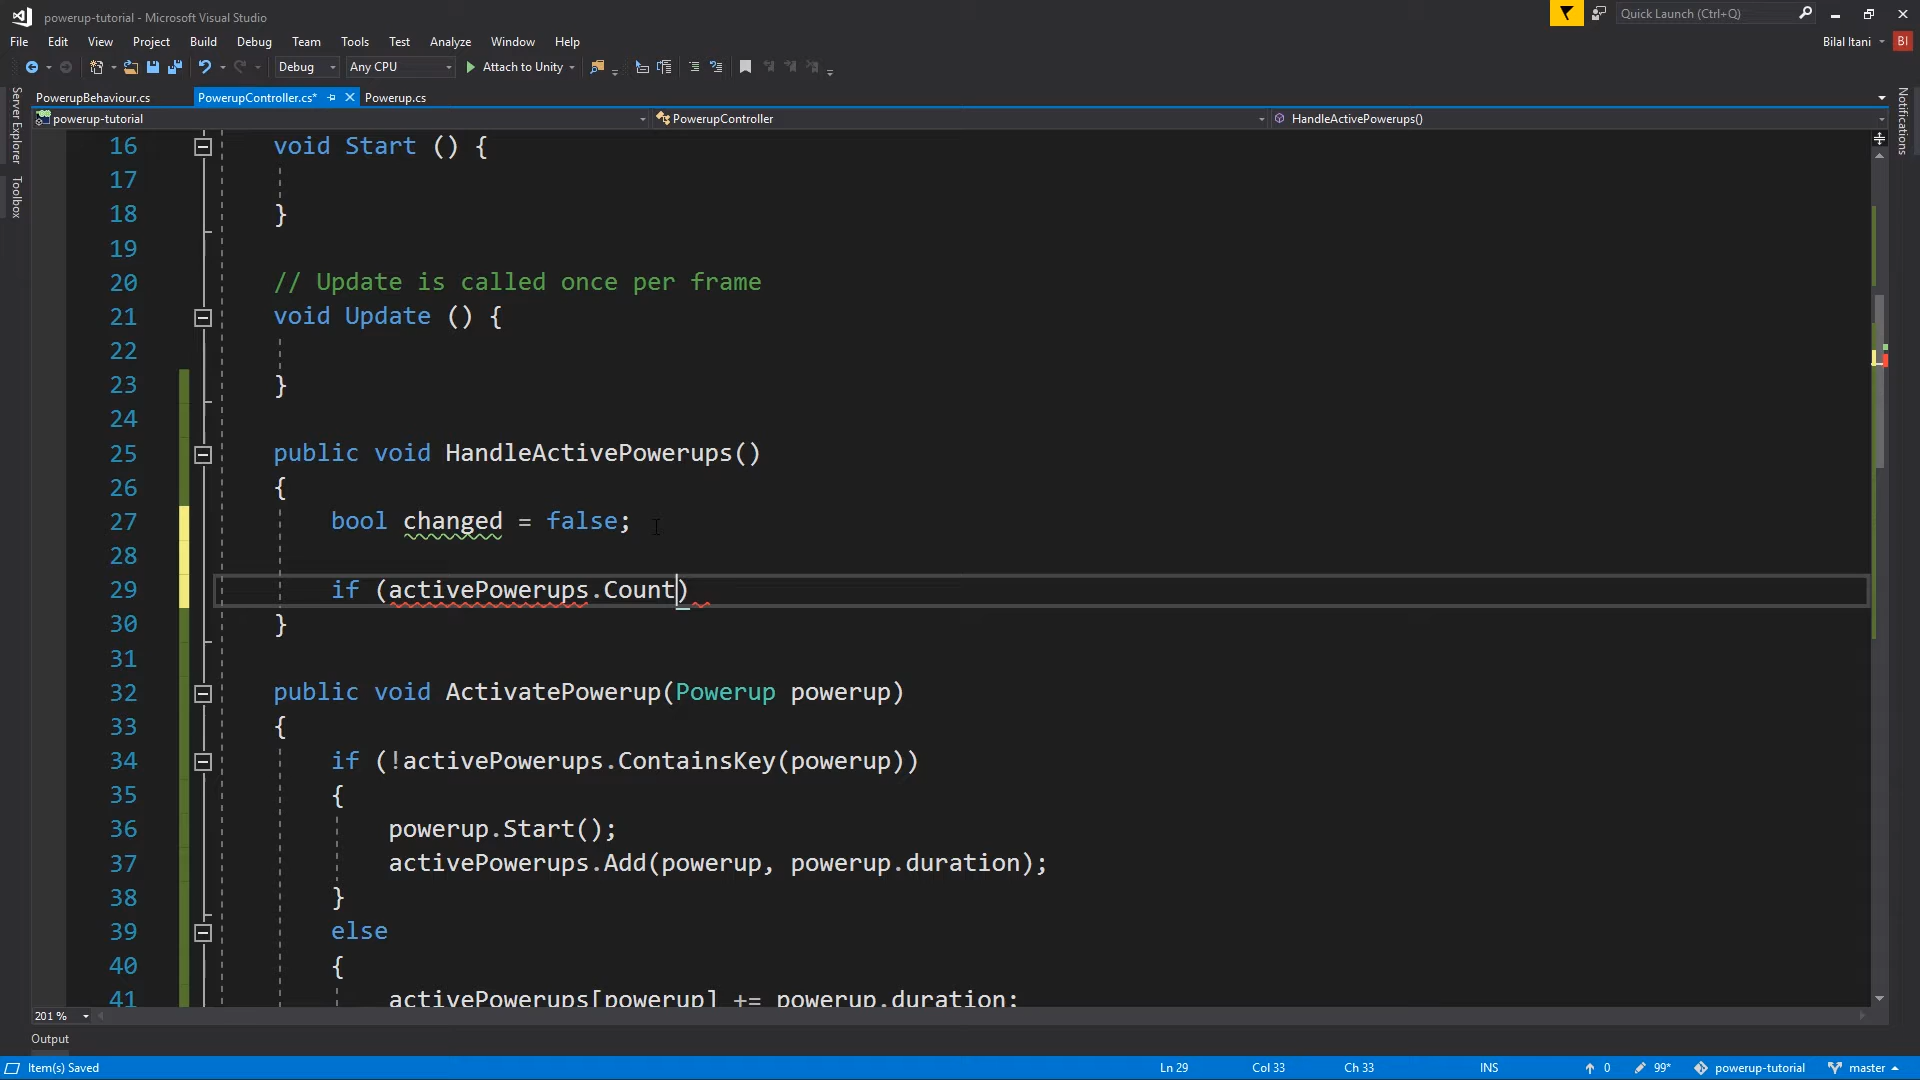 powerup-tutorial - Microsoft Visual Studio
Quick Launch (Ctrl+Q)
File Edit View Project Build Debug Team Tools Test Analyze Window Help
Bilal Itani BI
Debug Any CPU Attach to Unity
PowerupBehaviour.cs PowerupController.cs* Powerup.cs
powerup-tutorial PowerupController HandleActivePowerups()
Server Explorer
Toolbox
Notifications
16 void Start () {
17
18 }
19
20 // Update is called once per frame
21 void Update () {
22
23 }
24
25 public void HandleActivePowerups()
26 {
27 bool changed = false;
28
29 if (activePowerups.Count)
30 }
31
32 public void ActivatePowerup(Powerup powerup)
33 {
34 if (!activePowerups.ContainsKey(powerup))
35 {
36 powerup.Start();
37 activePowerups.Add(powerup, powerup.duration);
38 }
39 else
40 {
41 activePowerups[powerup] += powerup.duration;
201 %
Output
Item(s) Saved Ln 29 Col 33 Ch 33 INS 0 99* powerup-tutorial master